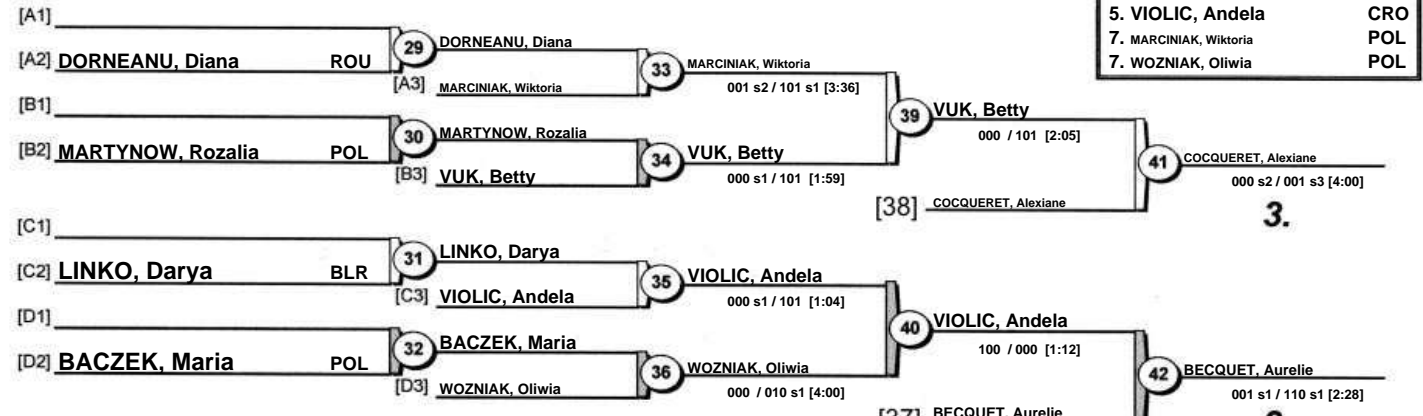 5. VIOLIC, Andela CRO
7. MARCINIAK, Wiktoria POL
7. WOZNIAK, Oliwia POL
[A1]
[A2] DORNEANU, Diana ROU
29
DORNEANU, Diana
[A3] MARCINIAK, Wiktoria
33
MARCINIAK, Wiktoria
001 s2 / 101 s1 [3:36]
[B1]
[B2] MARTYNOW, Rozalia POL
30
MARTYNOW, Rozalia
[B3] VUK, Betty
34
VUK, Betty
000 s1 / 101 [1:59]
39
VUK, Betty
000 / 101 [2:05]
[38] COCQUERET, Alexiane
41
COCQUERET, Alexiane
000 s2 / 001 s3 [4:00]
3.
[C1]
[C2] LINKO, Darya BLR
31
LINKO, Darya
[C3] VIOLIC, Andela
35
VIOLIC, Andela
000 s1 / 101 [1:04]
[D1]
[D2] BACZEK, Maria POL
32
BACZEK, Maria
[D3] WOZNIAK, Oliwia
36
WOZNIAK, Oliwia
000 / 010 s1 [4:00]
40
VIOLIC, Andela
100 / 000 [1:12]
[37] BECQUET, Aurelie
42
BECQUET, Aurelie
001 s1 / 110 s1 [2:28]